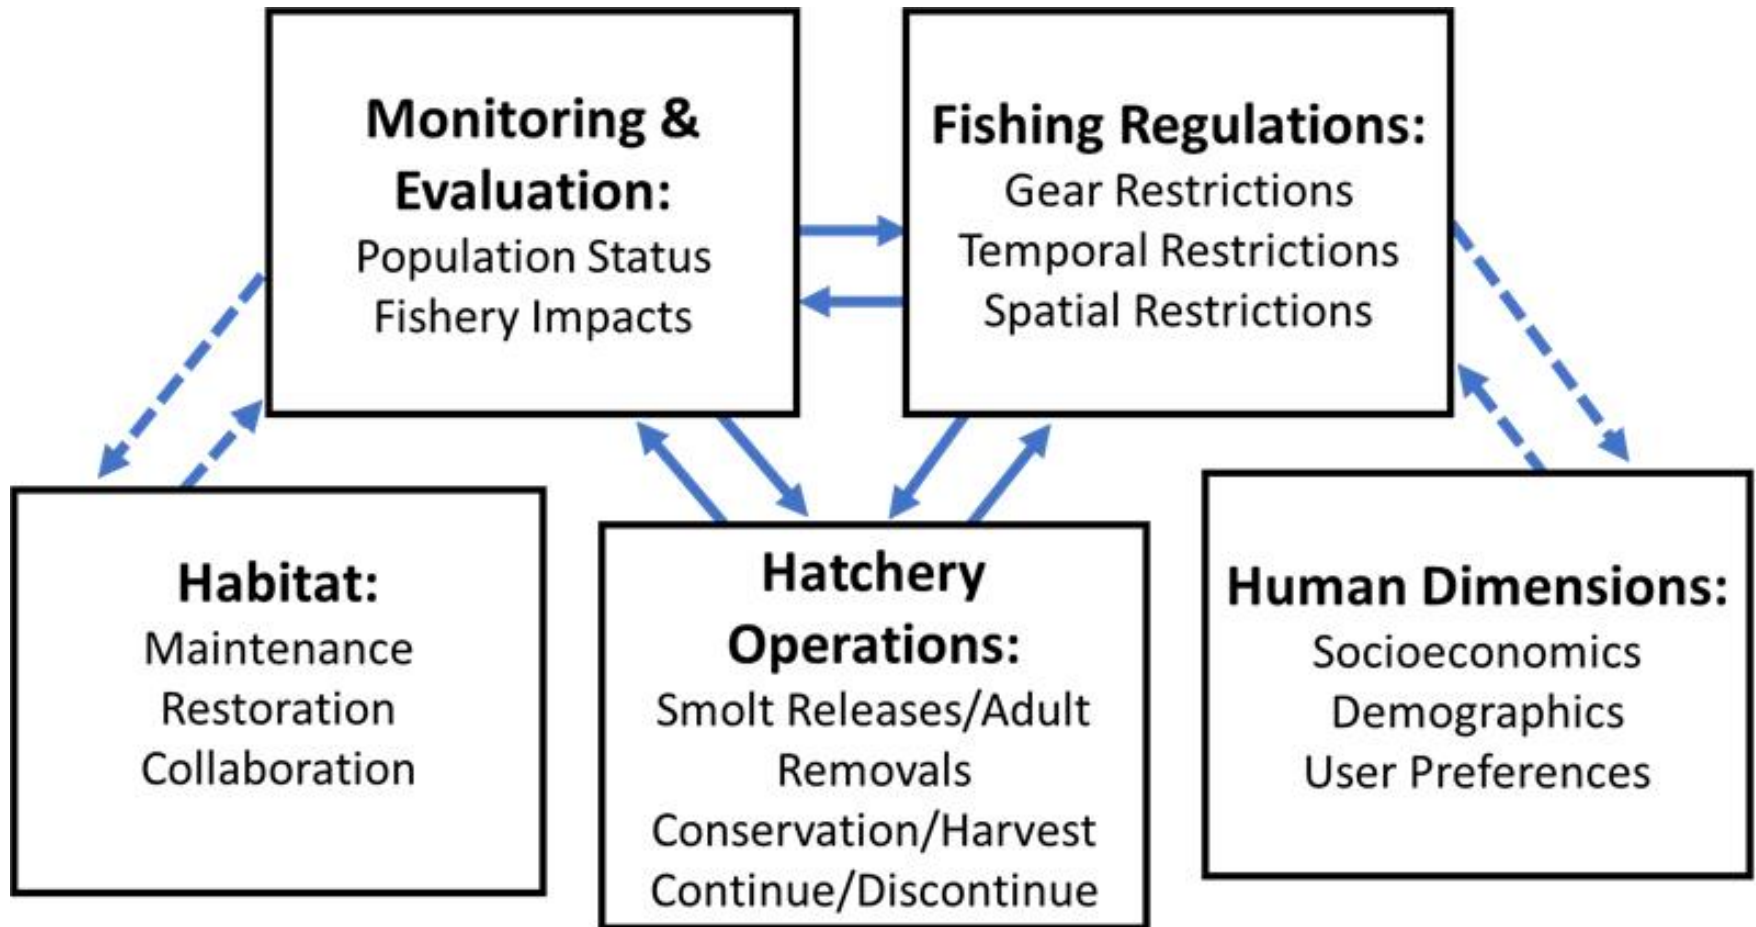 Monitoring &
Evaluation:
Population Status
Fishery Impacts
Fishing Regulations:
Gear Restrictions
Temporal Restrictions
Spatial Restrictions
Habitat:
Maintenance
Restoration
Collaboration
Hatchery
Operations:
Smolt Releases/Adult
Removals
Conservation/Harvest
Continue/Discontinue
Human Dimensions:
Socioeconomics
Demographics
User Preferences